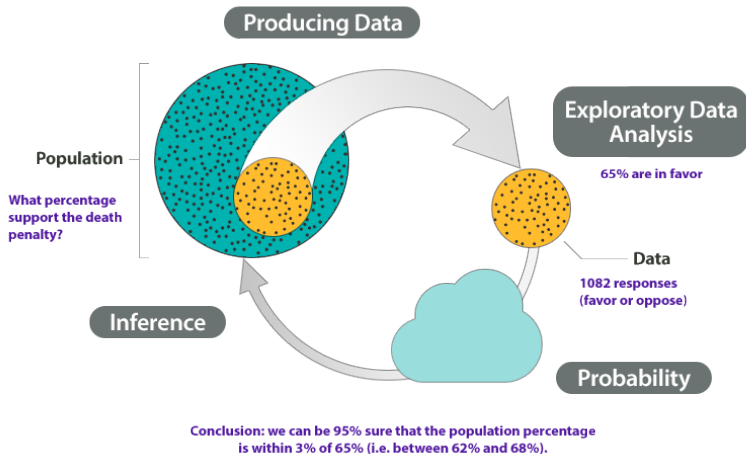 Producing Data
Exploratory Data
Analysis
Population
65% are in favor
What percentage
support the death
penalty?
Data
1082 responses
(favor or oppose)
Inference
Probability
Conclusion: we can be 95% sure that the population percentage
is within 3% of 65% (i.e. between 62% and 68%).